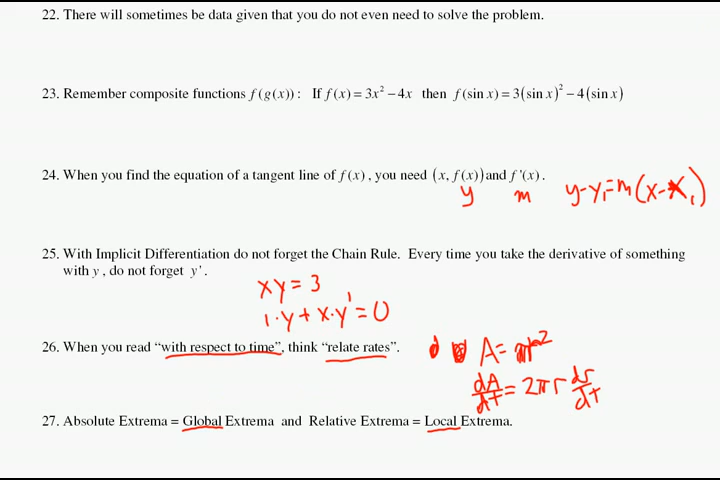 22. There will sometimes be data given that you do not even need to solve the problem.
23. Remember composite functions f(g(x)): If f(x) = 3x² – 4x then f(sin x) = 3(sin x)² – 4(sin x)
24. When you find the equation of a tangent line of f(x), you need (x, f(x)) and f '(x).
y m y-y₁=m(x-x₁)
25. With Implicit Differentiation do not forget the Chain Rule. Every time you take the derivative of something
with y, do not forget y'.
xy = 3
1·y + x·y' = 0
26. When you read “with respect to time”, think “relate rates”.
A = πr²
dA/dt = 2πr dr/dt
27. Absolute Extrema = Global Extrema and Relative Extrema = Local Extrema.